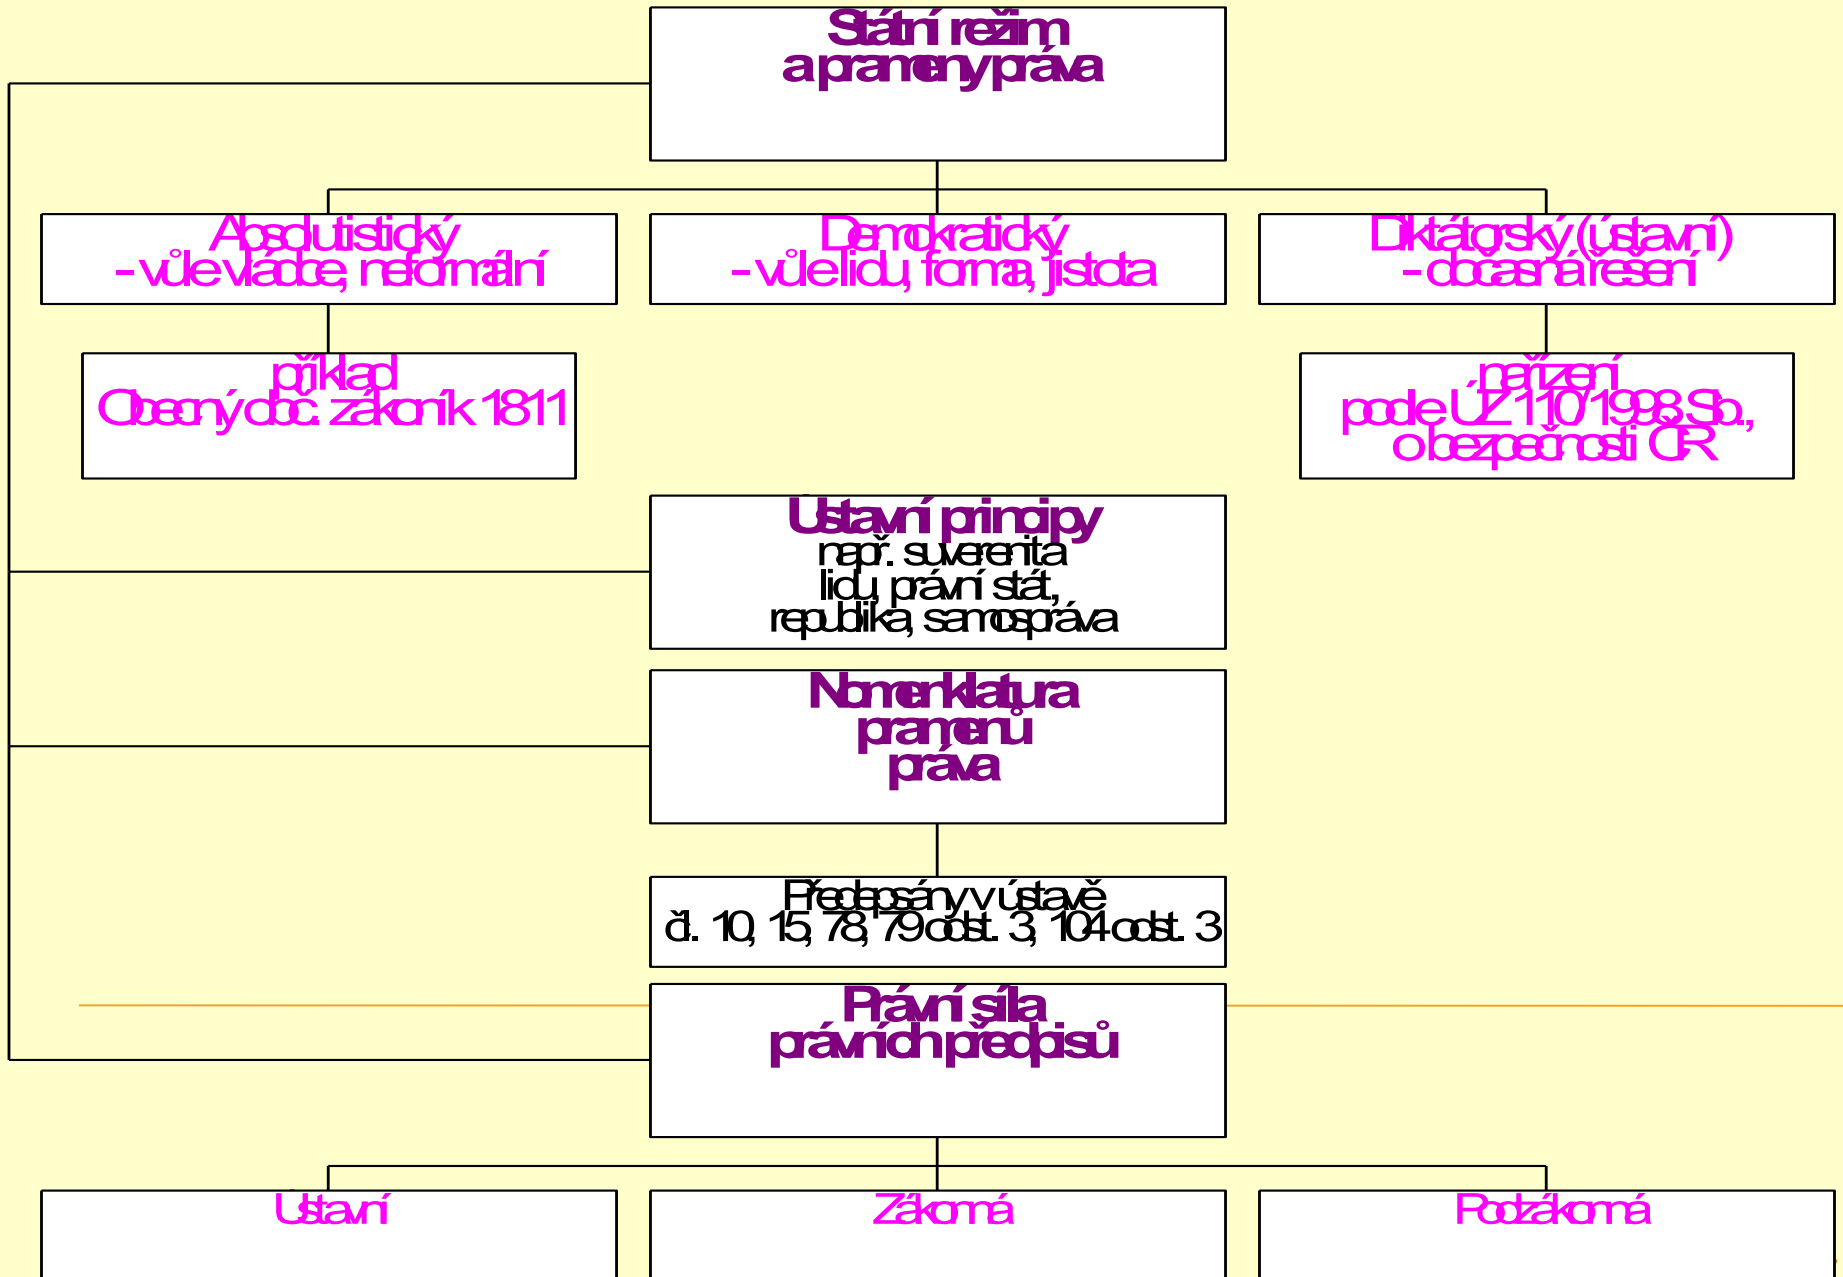 Státní režim
a prameny práva
Absolutistický
- vůle vládce, neformální
Demokratický
- vůle lidu, forma, jistota
Diktátorský (ústavní)
- dočasná řešení
příklad
Obecný obč. zákoník 1811
nařízení
podle ÚZ 110/1998 Sb.,
o bezpečnosti ČR
Ústavní principy
např. suverenita
lidu, právní stát,
republika, samospráva
Nomenklatura
pramenů
práva
Předepsány v ústavě
čl. 10, 15, 78, 79 odst. 3, 104 odst. 3
Právní síla
právních předpisů
Ústavní
Zákonná
Podzákonná